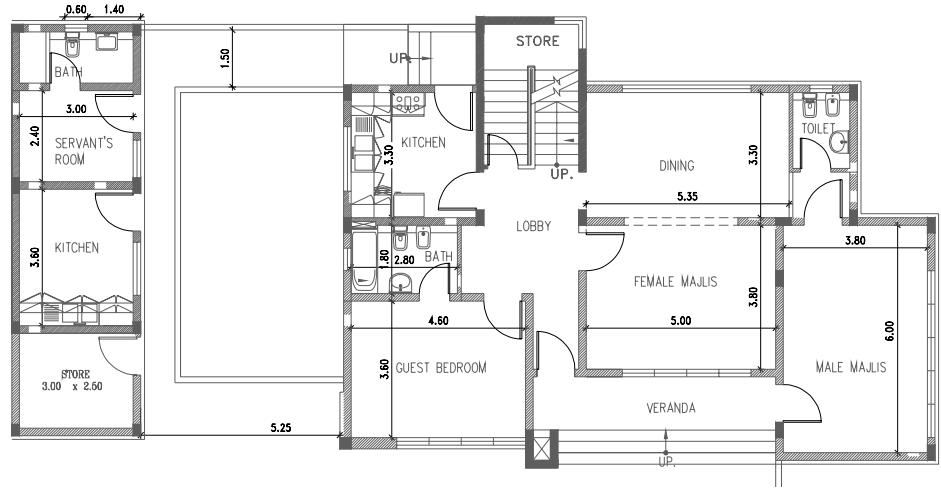 0.60 1.40
BATH
3.00
2.40
SERVANT'S
ROOM
KITCHEN
3.60
STORE
3.00 x 2.50
1.50
5.25
UP.
STORE
UP.
KITCHEN
3.30
LOBBY
DINING
3.30
5.35
TOILET
BATH
1.80
2.80
FEMALE MAJLIS
3.80
5.00
3.80
6.00
MALE MAJLIS
4.60
3.60
GUEST BEDROOM
VERANDA
UP.